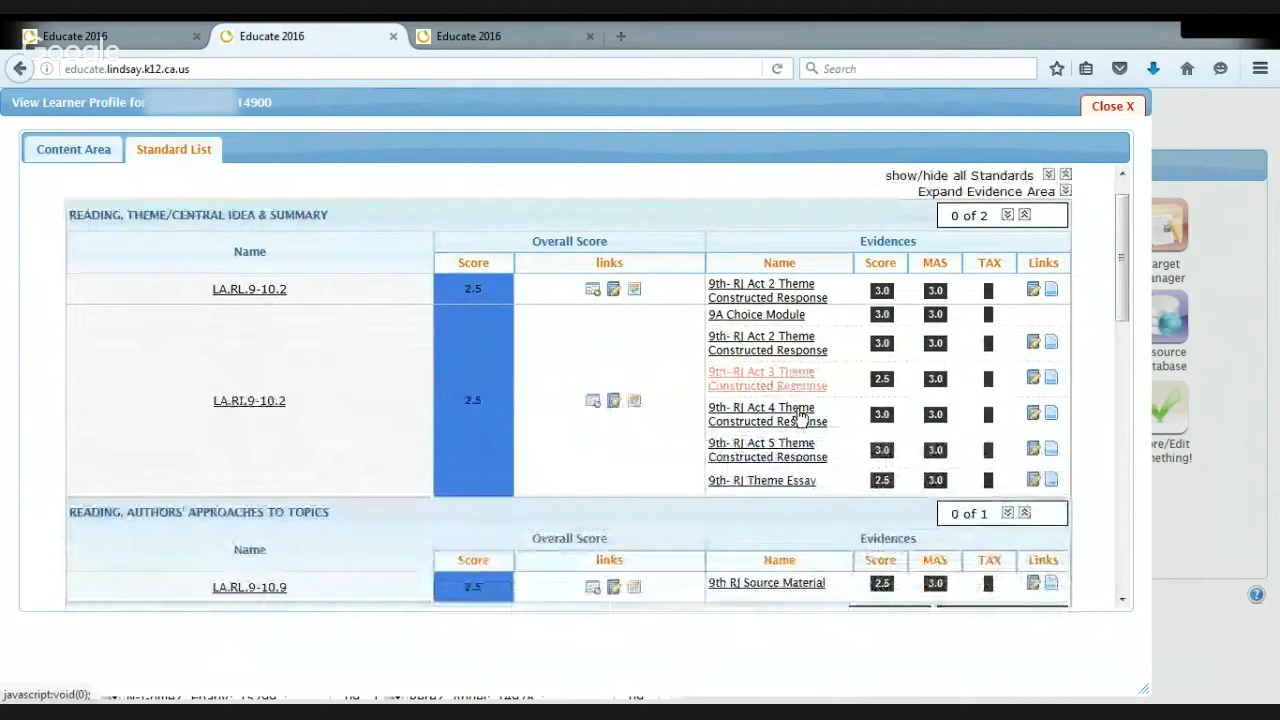 Educate 2016
Educate 2016
Educate 2016
Google
educate.lindsay.k12.ca.us
Search
View Learner Profile for
14900
Close X
Content Area
Standard List
show/hide all Standards
Expand Evidence Area
READING, THEME/CENTRAL IDEA & SUMMARY
0 of 2
Name
Overall Score
Evidences
Score
links
Name
Score
MAS
TAX
Links
LA.RL.9-10.2
2.5
9th- RJ Act 2 Theme
Constructed Response
3.0
3.0
9A Choice Module
3.0
3.0
9th- RJ Act 2 Theme
Constructed Response
3.0
3.0
9th- RJ Act 3 Theme
Constructed Response
2.5
3.0
LA.RI.9-10.2
2.5
9th- RJ Act 4 Theme
Constructed Response
3.0
3.0
9th- RJ Act 5 Theme
Constructed Response
3.0
3.0
9th- RJ Theme Essay
2.5
3.0
READING, AUTHORS' APPROACHES TO TOPICS
0 of 1
Name
Overall Score
Evidences
Score
links
Name
Score
MAS
TAX
Links
LA.RL.9-10.9
2.5
9th RJ Source Material
2.5
3.0
arget
anager
source
tabase
re/Edit
mething!
javascript:void(0);